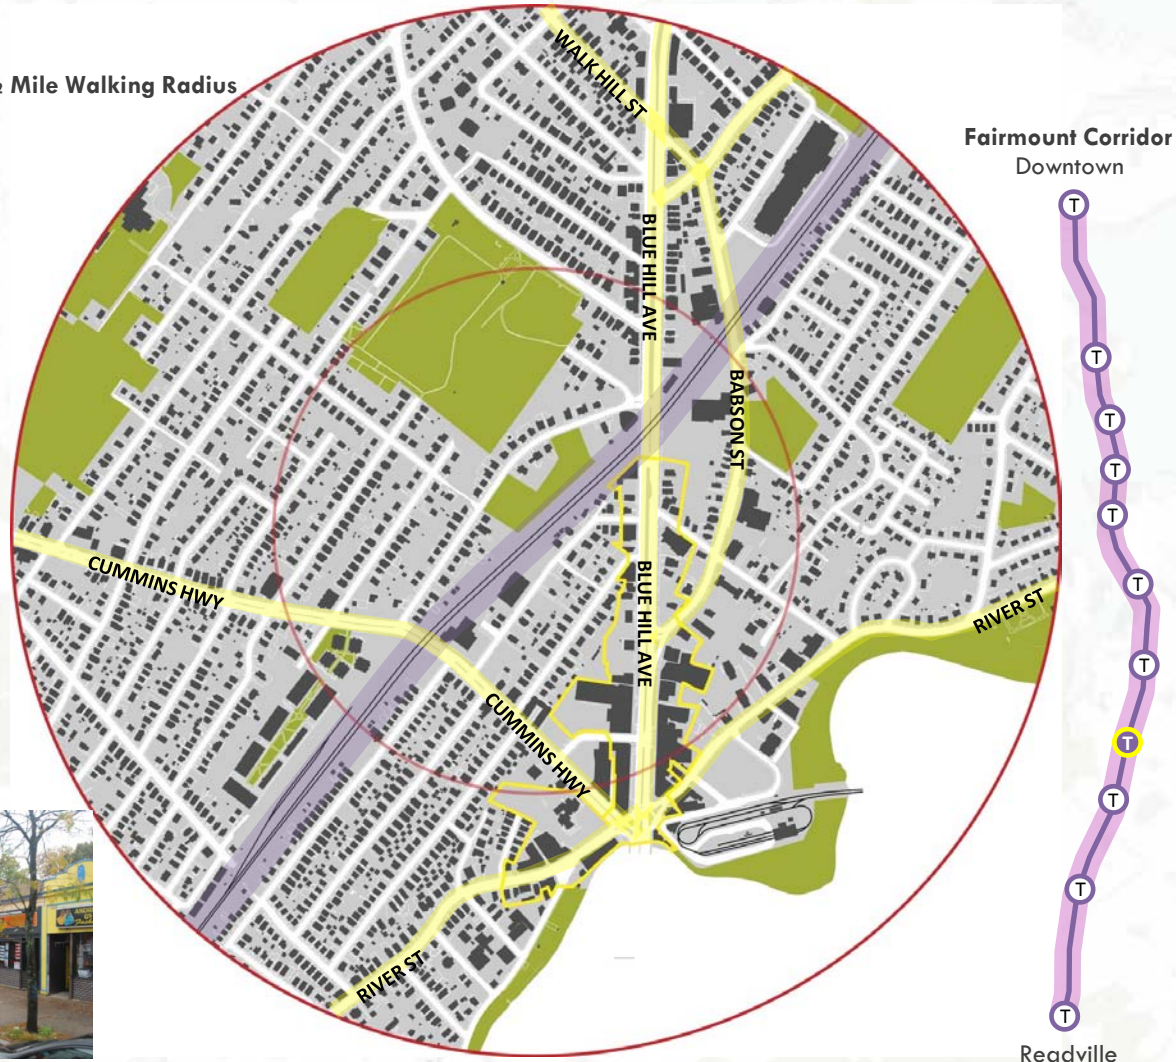 Mile Walking Radius
Fairmount Corridor
Downtown
T
T
T
T
T
T
T
T
T
T
T
Readville
WALK HILL ST
BLUE HILL AVE
BABSON ST
CUMMINS HWY
BLUE HILL AVE
RIVER ST
CUMMINS HWY
RIVER ST